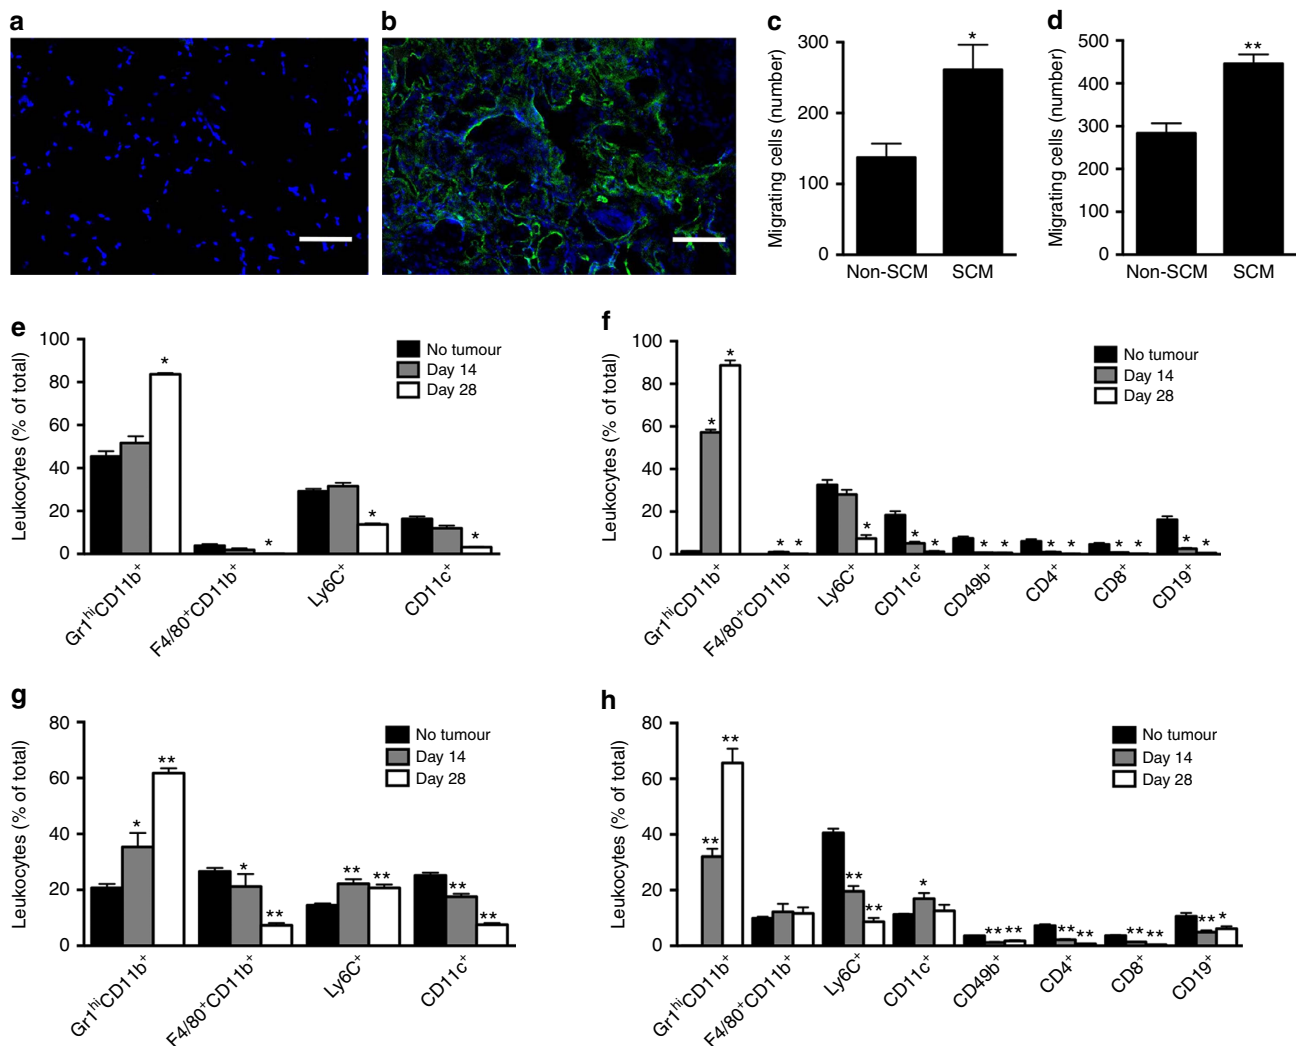 a
b
c
d
Migrating cells (number)
300
200
100
0
*
Non-SCM
SCM
Migrating cells (number)
500
400
300
200
100
0
**
Non-SCM
SCM
e
Leukocytes (% of total)
100
80
60
40
20
0
No tumour
Day 14
Day 28
* * * *
Gr1hiCD11b+
F4/80+CD11b+
Ly6C+
CD11c+
f
Leukocytes (% of total)
100
80
60
40
20
0
No tumour
Day 14
Day 28
* * * * * * * * * * * * * * *
Gr1hiCD11b+
F4/80+CD11b+
Ly6C+
CD11c+
CD49b+
CD4+
CD8+
CD19+
g
Leukocytes (% of total)
80
60
40
20
0
No tumour
Day 14
Day 28
* ** * ** ** ** ** **
Gr1hiCD11b+
F4/80+CD11b+
Ly6C+
CD11c+
h
Leukocytes (% of total)
80
60
40
20
0
No tumour
Day 14
Day 28
** ** ** ** * ** ** ** ** ** ** ** *
Gr1hiCD11b+
F4/80+CD11b+
Ly6C+
CD11c+
CD49b+
CD4+
CD8+
CD19+